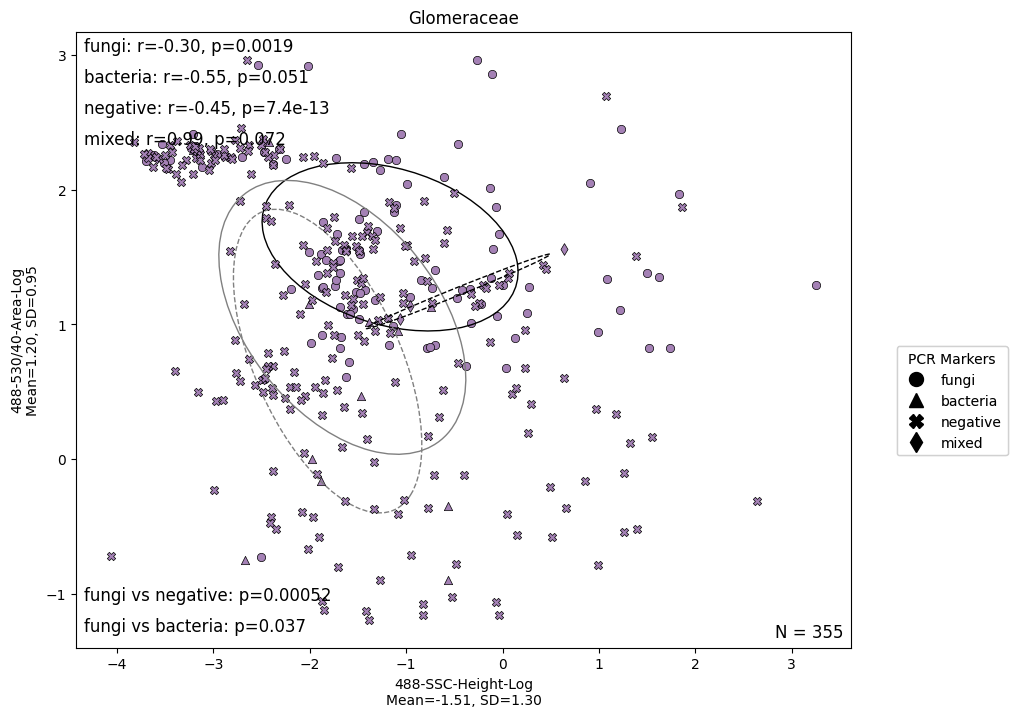 Glomeraceae
fungi: r=-0.30, p=0.0019
bacteria: r=-0.55, p=0.051
negative: r=-0.45, p=7.4e-13
mixed: r=0.99, p=0.072
3
2
1
0
−1
488-530/40-Area-Log
Mean=1.20, SD=0.95
PCR Markers
fungi
bacteria
negative
mixed
fungi vs negative: p=0.00052
fungi vs bacteria: p=0.037
N = 355
−4 −3 −2 −1 0 1 2 3
488-SSC-Height-Log
Mean=-1.51, SD=1.30